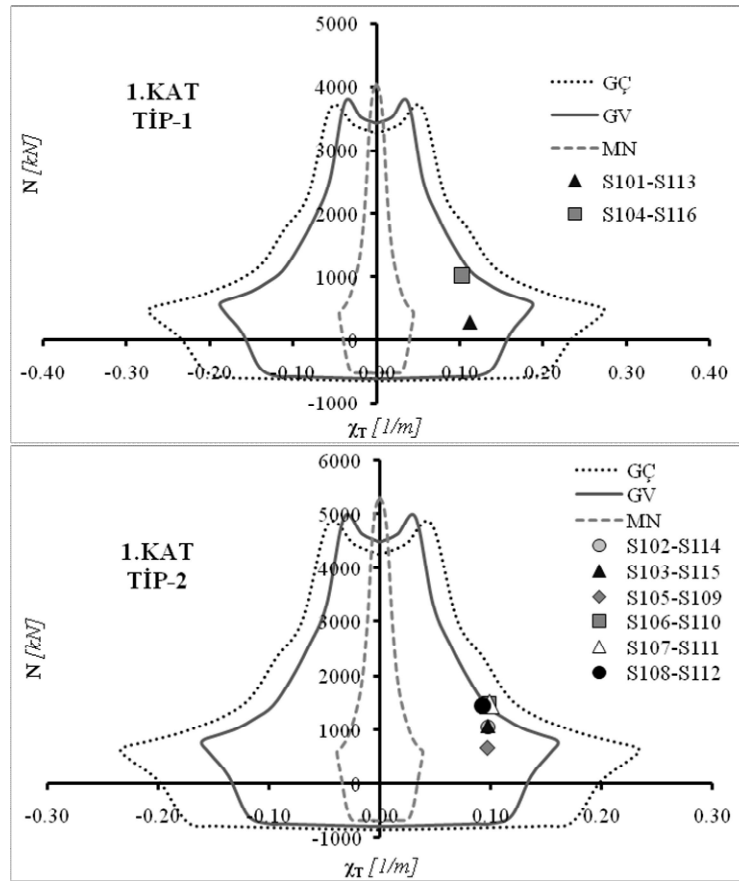 5000
4000
3000
2000
1000
0
-1000
-0.40
-0.30
-0.20
-0.10
0.00
0.10
0.20
0.30
0.40
N [kN]
χT [1/m]
1.KAT
TİP-1
GÇ
GV
MN
S101-S113
S104-S116
6000
5000
4000
3000
2000
1000
0
-1000
-0.30
-0.20
-0.10
0.00
0.10
0.20
0.30
N [kN]
χT [1/m]
1.KAT
TİP-2
GÇ
GV
MN
S102-S114
S103-S115
S105-S109
S106-S110
S107-S111
S108-S112